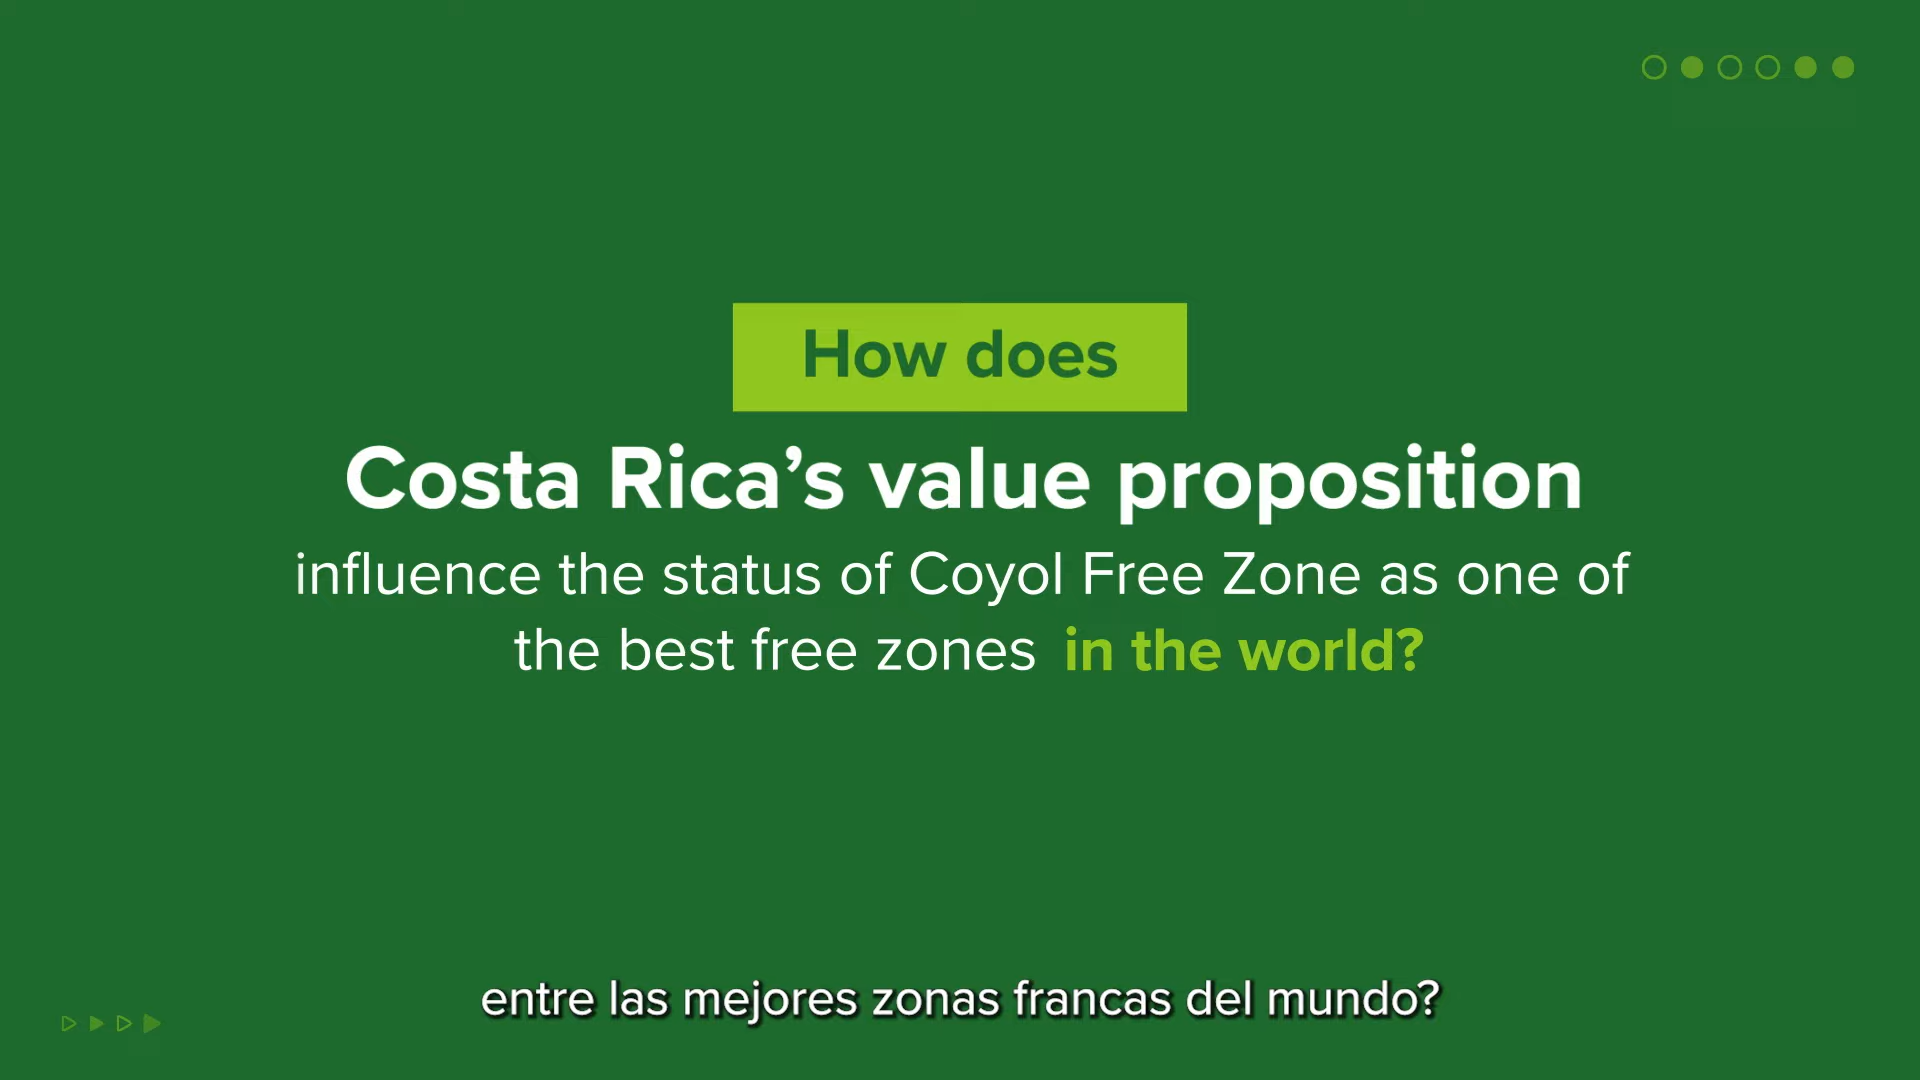 How does
Costa Rica’s value proposition
influence the status of Coyol Free Zone as one of
the best free zones in the world?
entre las mejores zonas francas del mundo?